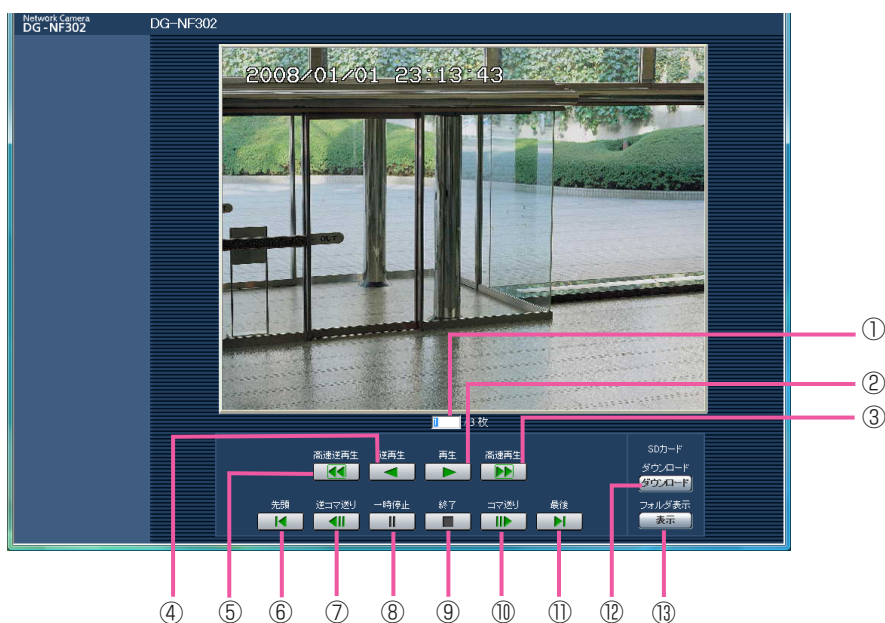 Network Camera
DG-NF302
DG-NF302
2008/01/01 23:13:43
OUT
①
②
1 /3 枚
③
高速逆再生 逆再生 再生 高速再生
SDカード
ダウンロード
ダウンロード
先頭 逆コマ送り 一時停止 終了 コマ送り 最後
フォルダ表示
表示
④ ⑤ ⑥ ⑦ ⑧ ⑨ ⑩ ⑪ ⑫ ⑬